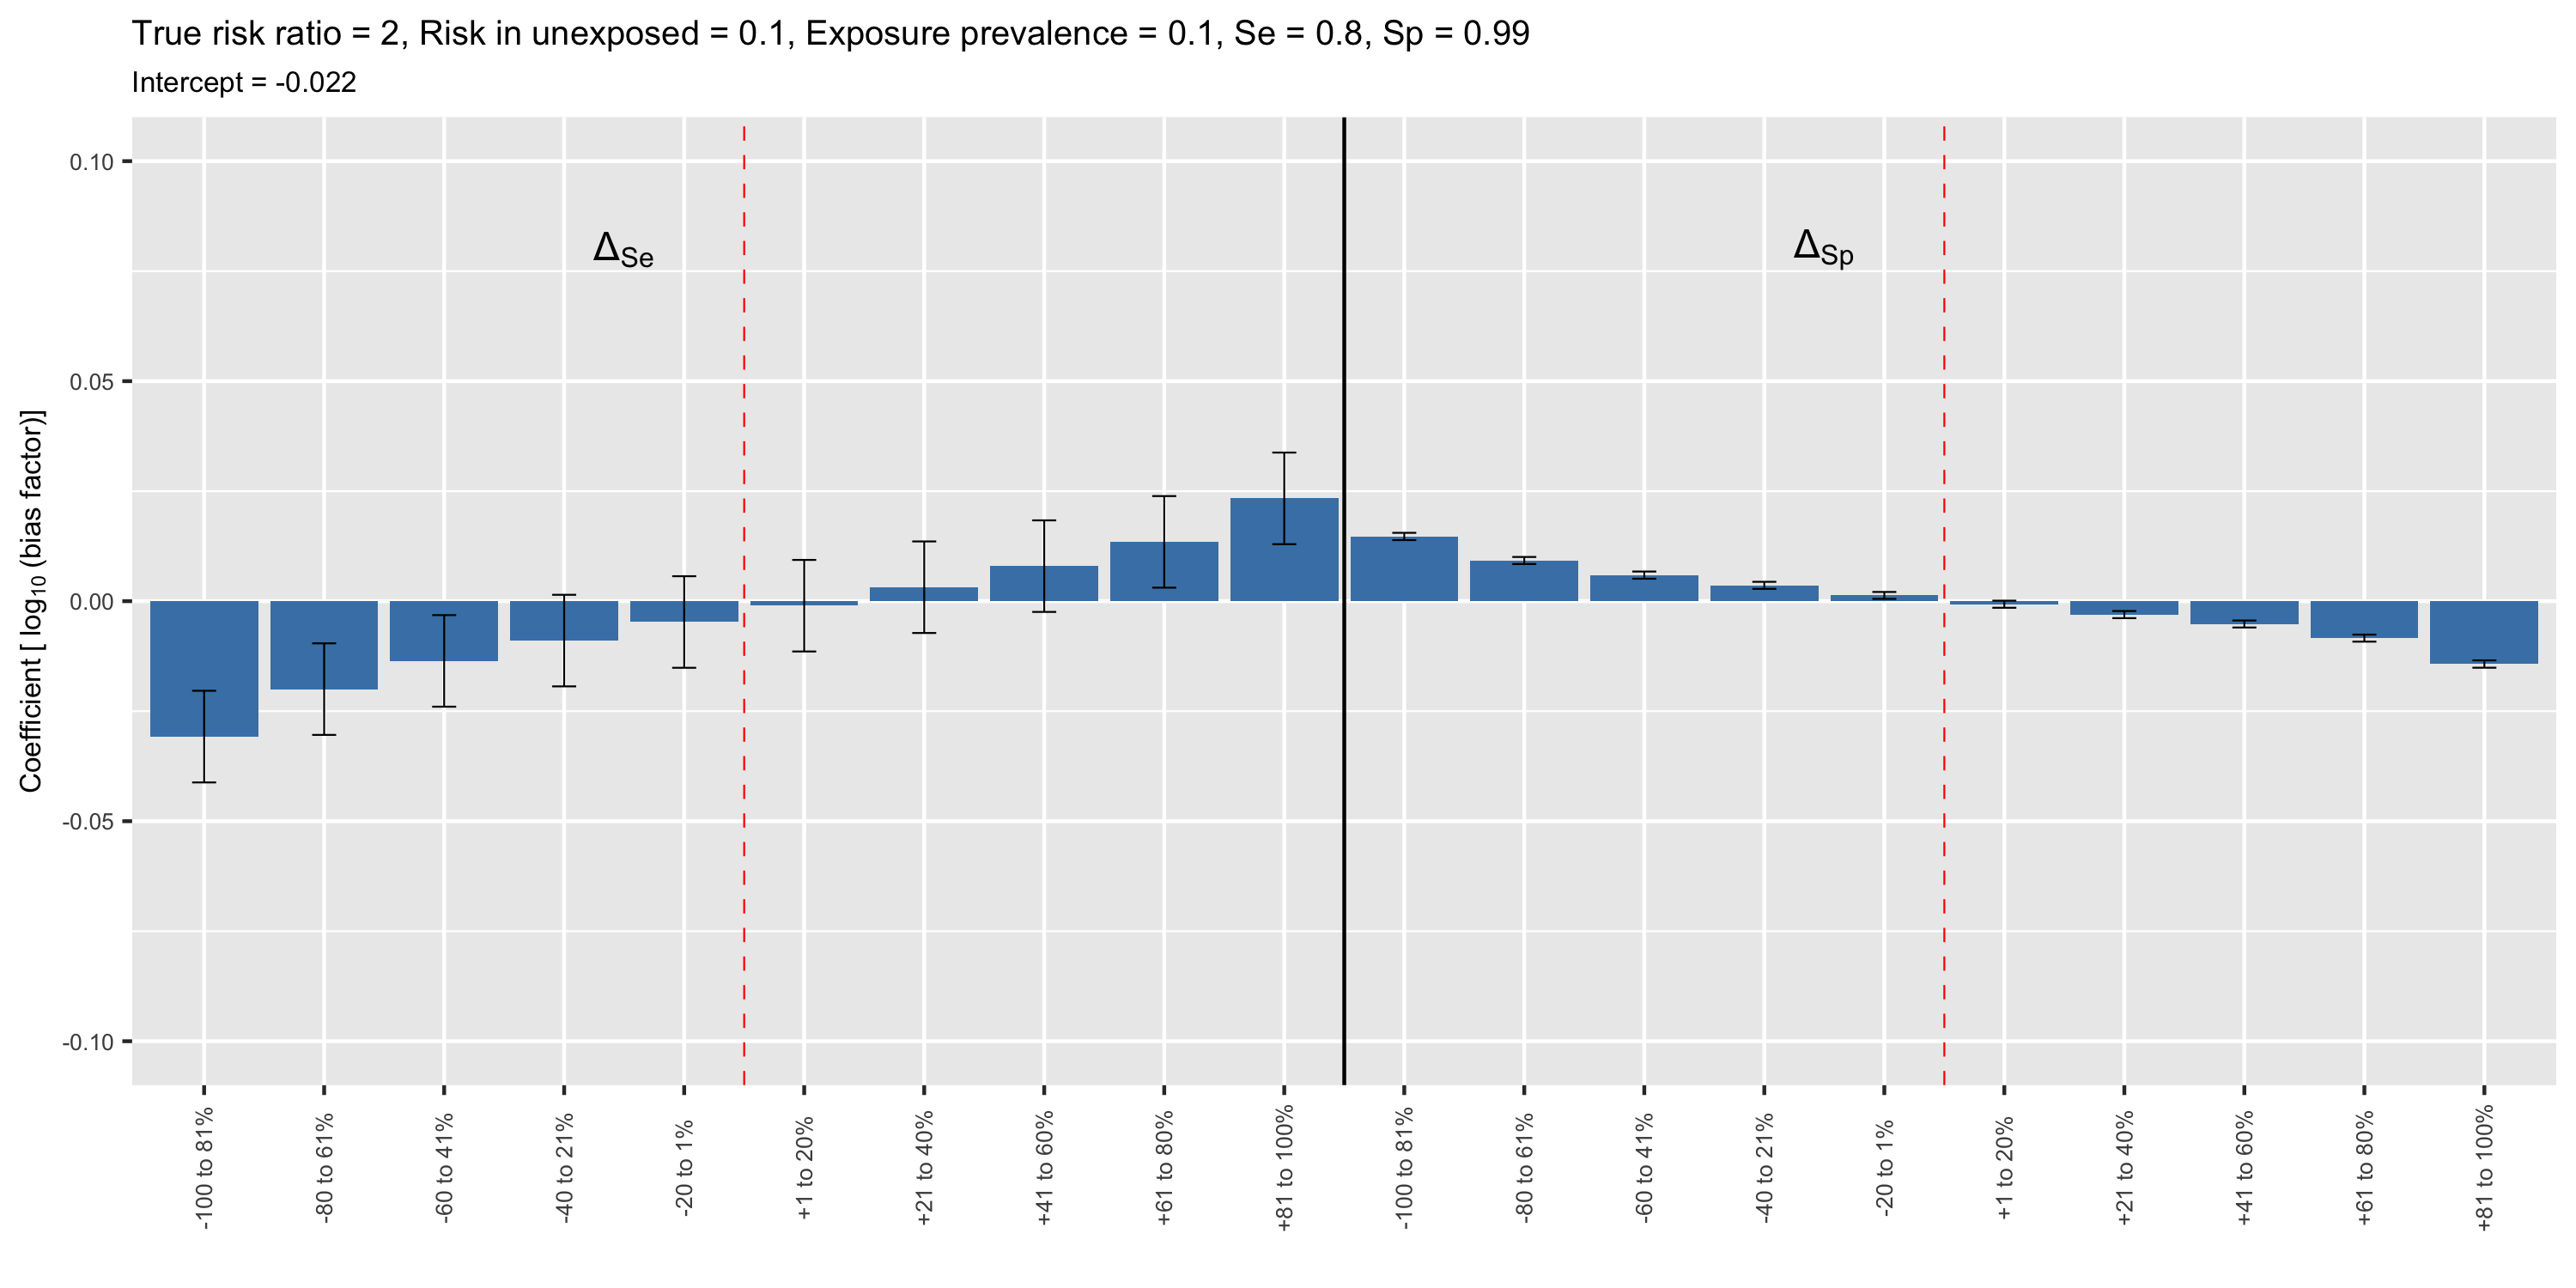 True risk ratio = 2, Risk in unexposed = 0.1, Exposure prevalence = 0.1, Se = 0.8, Sp = 0.99
Intercept = -0.022
Coefficient [ log10 (bias factor)]
0.10
0.05
0.00
-0.05
-0.10
ΔSe
ΔSp
-100 to 81%
-80 to 61%
-60 to 41%
-40 to 21%
-20 to 1%
+1 to 20%
+21 to 40%
+41 to 60%
+61 to 80%
+81 to 100%
-100 to 81%
-80 to 61%
-60 to 41%
-40 to 21%
-20 to 1%
+1 to 20%
+21 to 40%
+41 to 60%
+61 to 80%
+81 to 100%